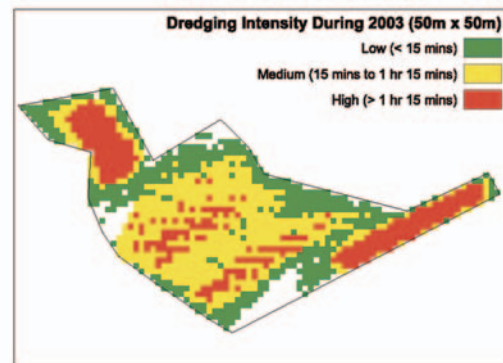 Dredging Intensity During 2003 (50m x 50m)
Low (< 15 mins)
Medium (15 mins to 1 hr 15 mins)
High (> 1 hr 15 mins)